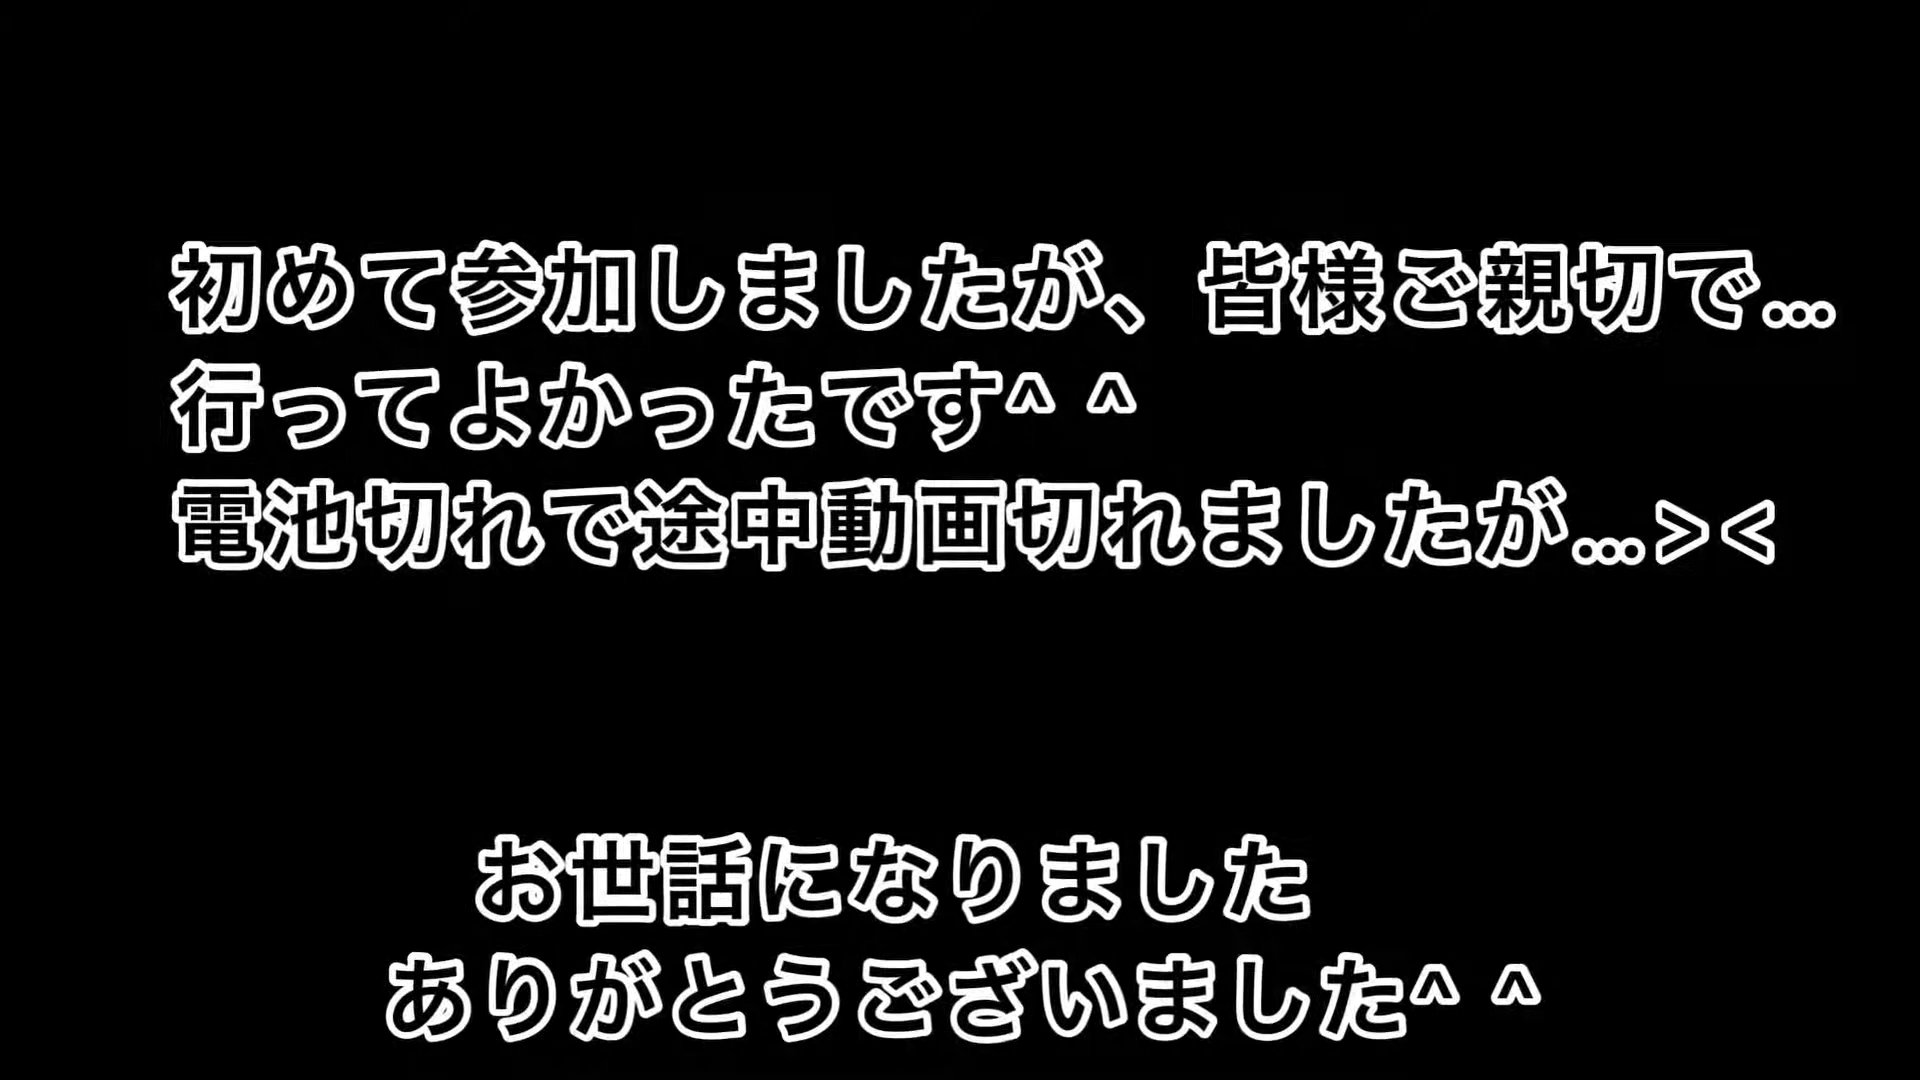 初めて参加しましたが、皆様ご親切で…
行ってよかったです^ ^
電池切れで途中動画切れましたが…><
お世話になりました
ありがとうございました^ ^